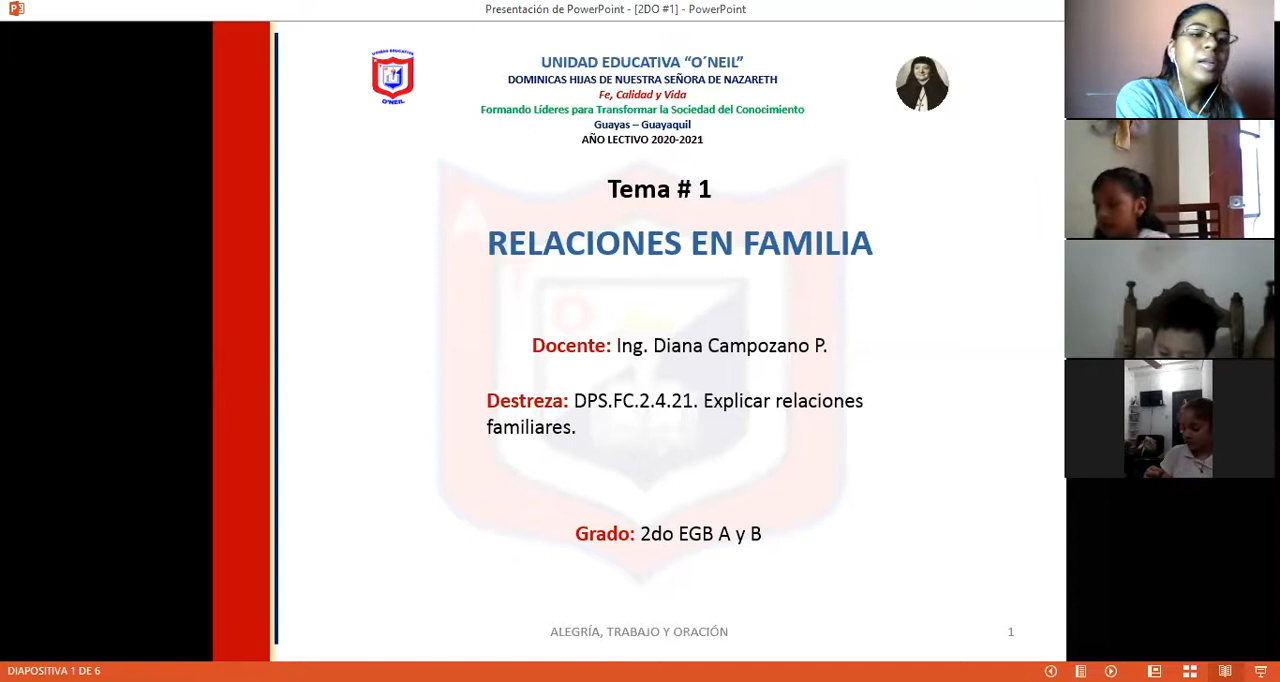 Presentación de PowerPoint - [2DO #1] - PowerPoint
UNIDAD EDUCATIVA
O´NEIL
UNIDAD EDUCATIVA “O´NEIL”
DOMINICAS HIJAS DE NUESTRA SEÑORA DE NAZARETH
Fe, Calidad y Vida
Formando Líderes para Transformar la Sociedad del Conocimiento
Guayas – Guayaquil
AÑO LECTIVO 2020-2021
Tema # 1
RELACIONES EN FAMILIA
Docente: Ing. Diana Campozano P.
Destreza: DPS.FC.2.4.21. Explicar relaciones
familiares.
Grado: 2do EGB A y B
ALEGRÍA, TRABAJO Y ORACIÓN
1
DIAPOSITIVA 1 DE 6